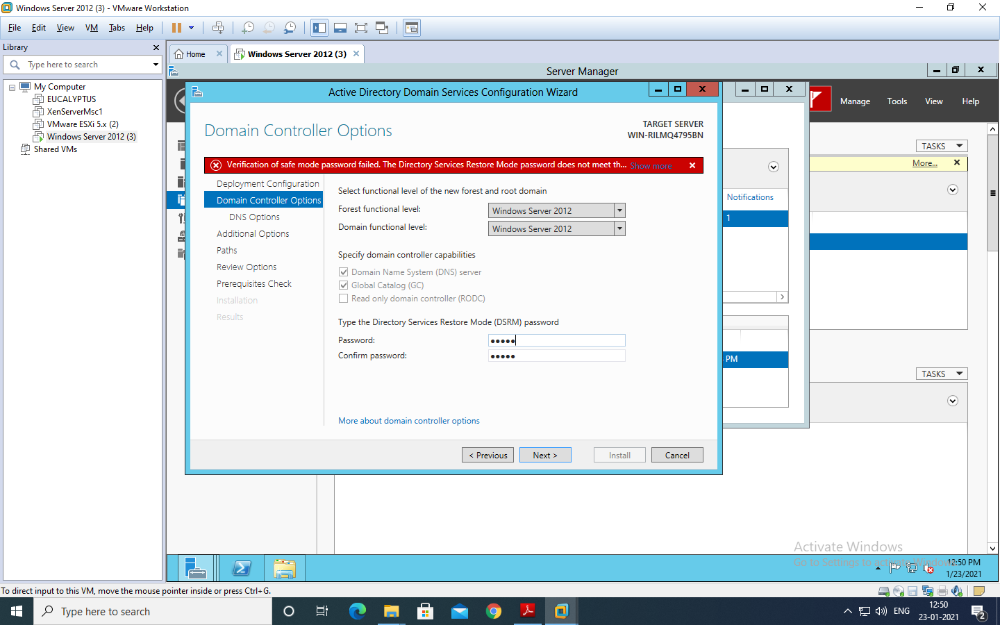 Windows Server 2012 (3) - VMware Workstation
File Edit View VM Tabs Help
Library
Type here to search
My Computer
EUCALYPTUS
XenServerMsc1
VMware ESXi 5.x (2)
Windows Server 2012 (3)
Shared VMs
Home
Windows Server 2012 (3)
Server Manager
Manage Tools View Help
Active Directory Domain Services Configuration Wizard
Domain Controller Options
TARGET SERVER
WIN-RILMQ4795BN
Verification of safe mode password failed. The Directory Services Restore Mode password does not meet th... Show more
Deployment Configuration
Domain Controller Options
DNS Options
Additional Options
Paths
Review Options
Prerequisites Check
Installation
Results
Select functional level of the new forest and root domain
Forest functional level: Windows Server 2012
Domain functional level: Windows Server 2012
Specify domain controller capabilities
Domain Name System (DNS) server
Global Catalog (GC)
Read only domain controller (RODC)
Type the Directory Services Restore Mode (DSRM) password
Password: •••••
Confirm password: •••••
More about domain controller options
< Previous Next > Install Cancel
Notifications
1
PM
TASKS
More...
TASKS
Activate Windows
Go to Settings to activate Windows.
12:50 PM
1/23/2021
To direct input to this VM, move the mouse pointer inside or press Ctrl+G.
Type here to search
ENG
12:50
23-01-2021
2